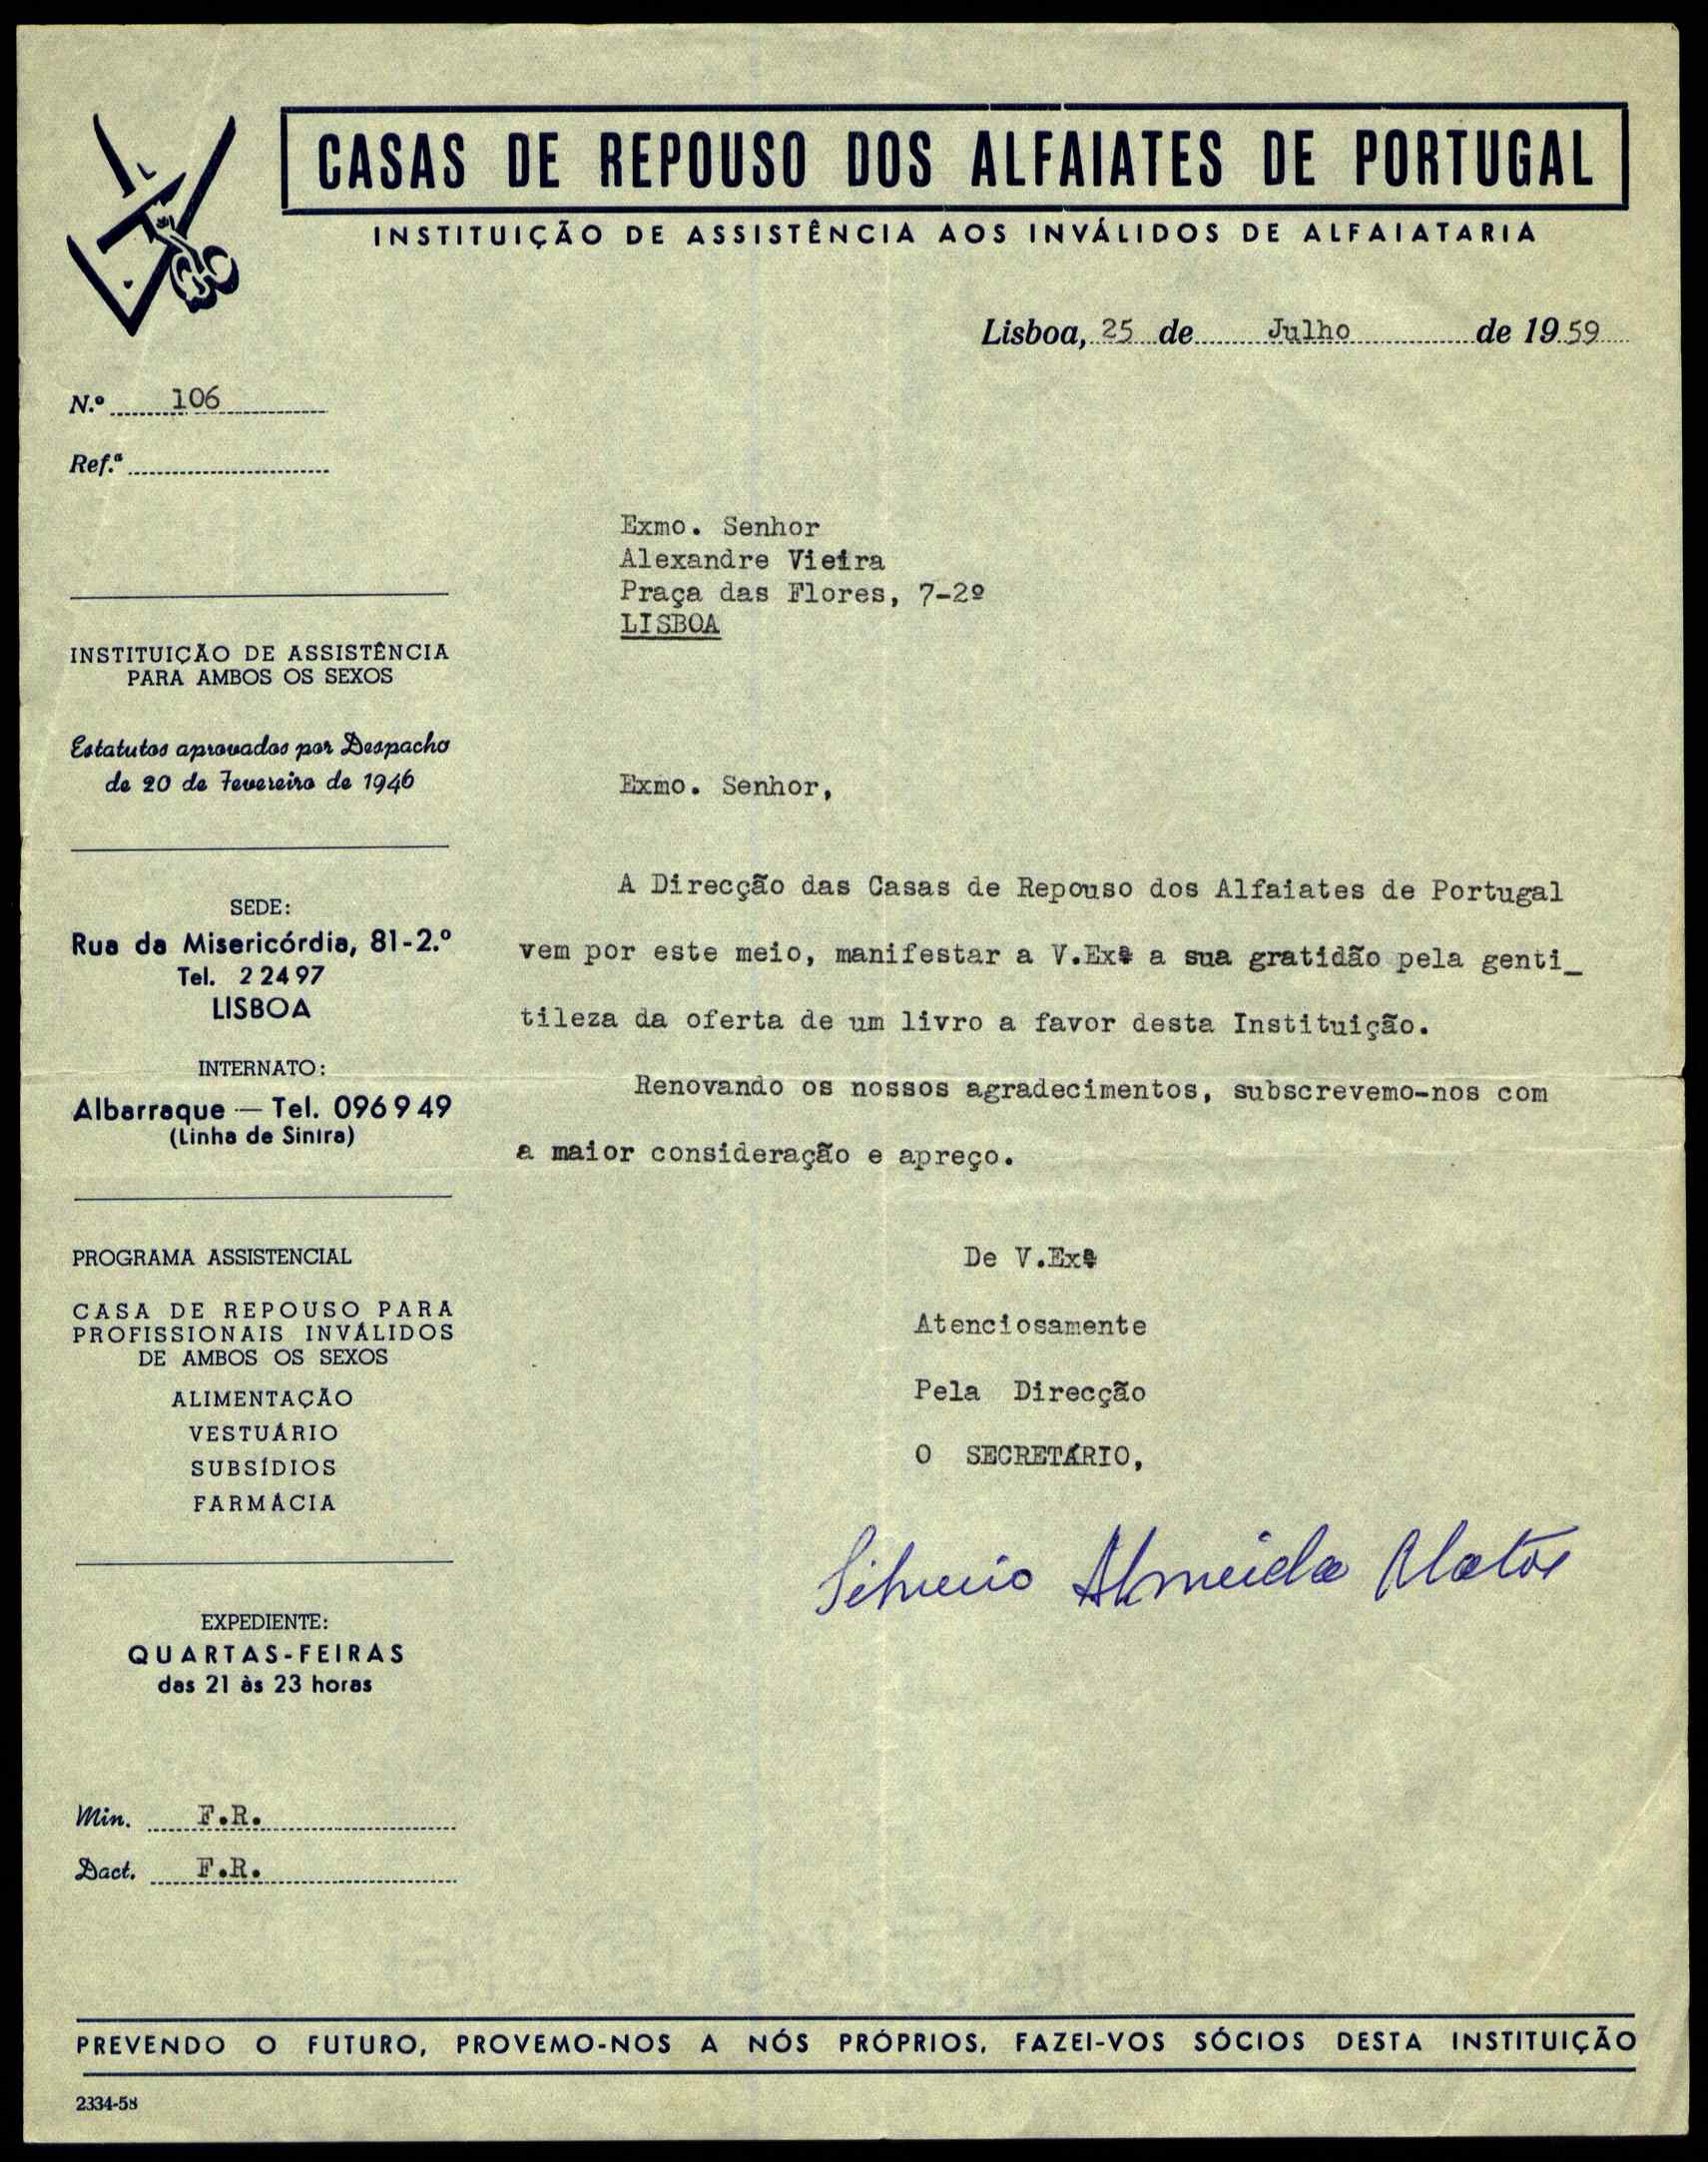 CASAS DE REPOUSO DOS ALFAIATES DE PORTUGAL
INSTITUIÇÃO DE ASSISTÊNCIA AOS INVÁLIDOS DE ALFAIATARIA
Lisboa, 25 de Julho de 1959
N.º 106
Ref.ª
Exmo. Senhor
Alexandre Vieira
Praça das Flores, 7-2º
LISBOA
INSTITUIÇÃO DE ASSISTÊNCIA
PARA AMBOS OS SEXOS
Estatutos aprovados por Despacho
de 20 de Fevereiro de 1946
SEDE:
Rua da Misericórdia, 81-2.º
Tel. 2 24 97
LISBOA
INTERNATO:
Albarraque — Tel. 096 9 49
(Linha de Sintra)
PROGRAMA ASSISTENCIAL
CASA DE REPOUSO PARA
PROFISSIONAIS INVÁLIDOS
DE AMBOS OS SEXOS
ALIMENTAÇÃO
VESTUÁRIO
SUBSÍDIOS
FARMÁCIA
EXPEDIENTE:
QUARTAS-FEIRAS
das 21 às 23 horas
Min. F.R.
Dact. F.R.
Exmo. Senhor,
A Direcção das Casas de Repouso dos Alfaiates de Portugal
vem por este meio, manifestar a V.Exª a sua gratidão pela genti_
tileza da oferta de um livro a favor desta Instituição.
Renovando os nossos agradecimentos, subscrevemo-nos com
a maior consideração e apreço.
De V.Exª
Atenciosamente
Pela Direcção
O SECRETÁRIO,
Silverio Almeida Matos
PREVENDO O FUTURO, PROVEMO-NOS A NÓS PRÓPRIOS, FAZEI-VOS SÓCIOS DESTA INSTITUIÇÃO
2334-58